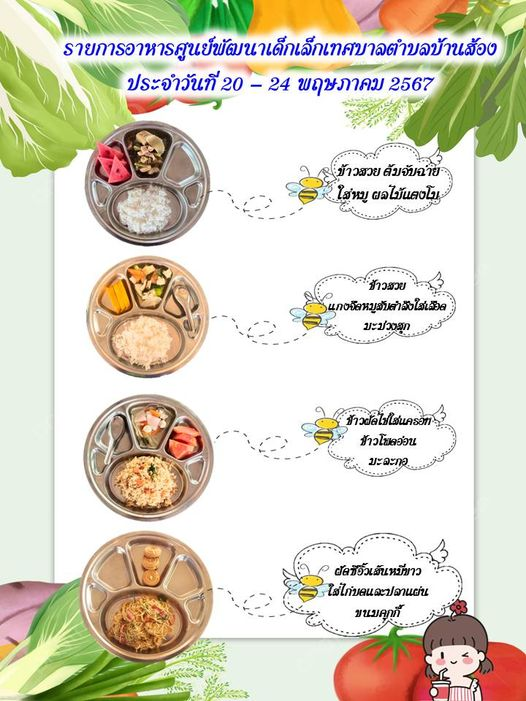 รายการอาหารศูนย์พัฒนาเด็กเล็กเทศบาลตำบลบ้านส้อง
ประจำวันที่ 20 – 24 พฤษภาคม 2567
ข้าวสวย ต้มจับฉ่าย
ใส่หมู ผลไม้แตงโม
ข้าวสวย
แกงจืดหมูสับตำลึงใส่เลือด
มะม่วงสุก
ข้าวผัดไข่ใส่แครอท
ข้าวโพดอ่อน
มะละกอ
ผัดซีอิ๊วเส้นหมี่ขาว
ใส่ไก่บดและปลาแผ่น
ขนมคุกกี้